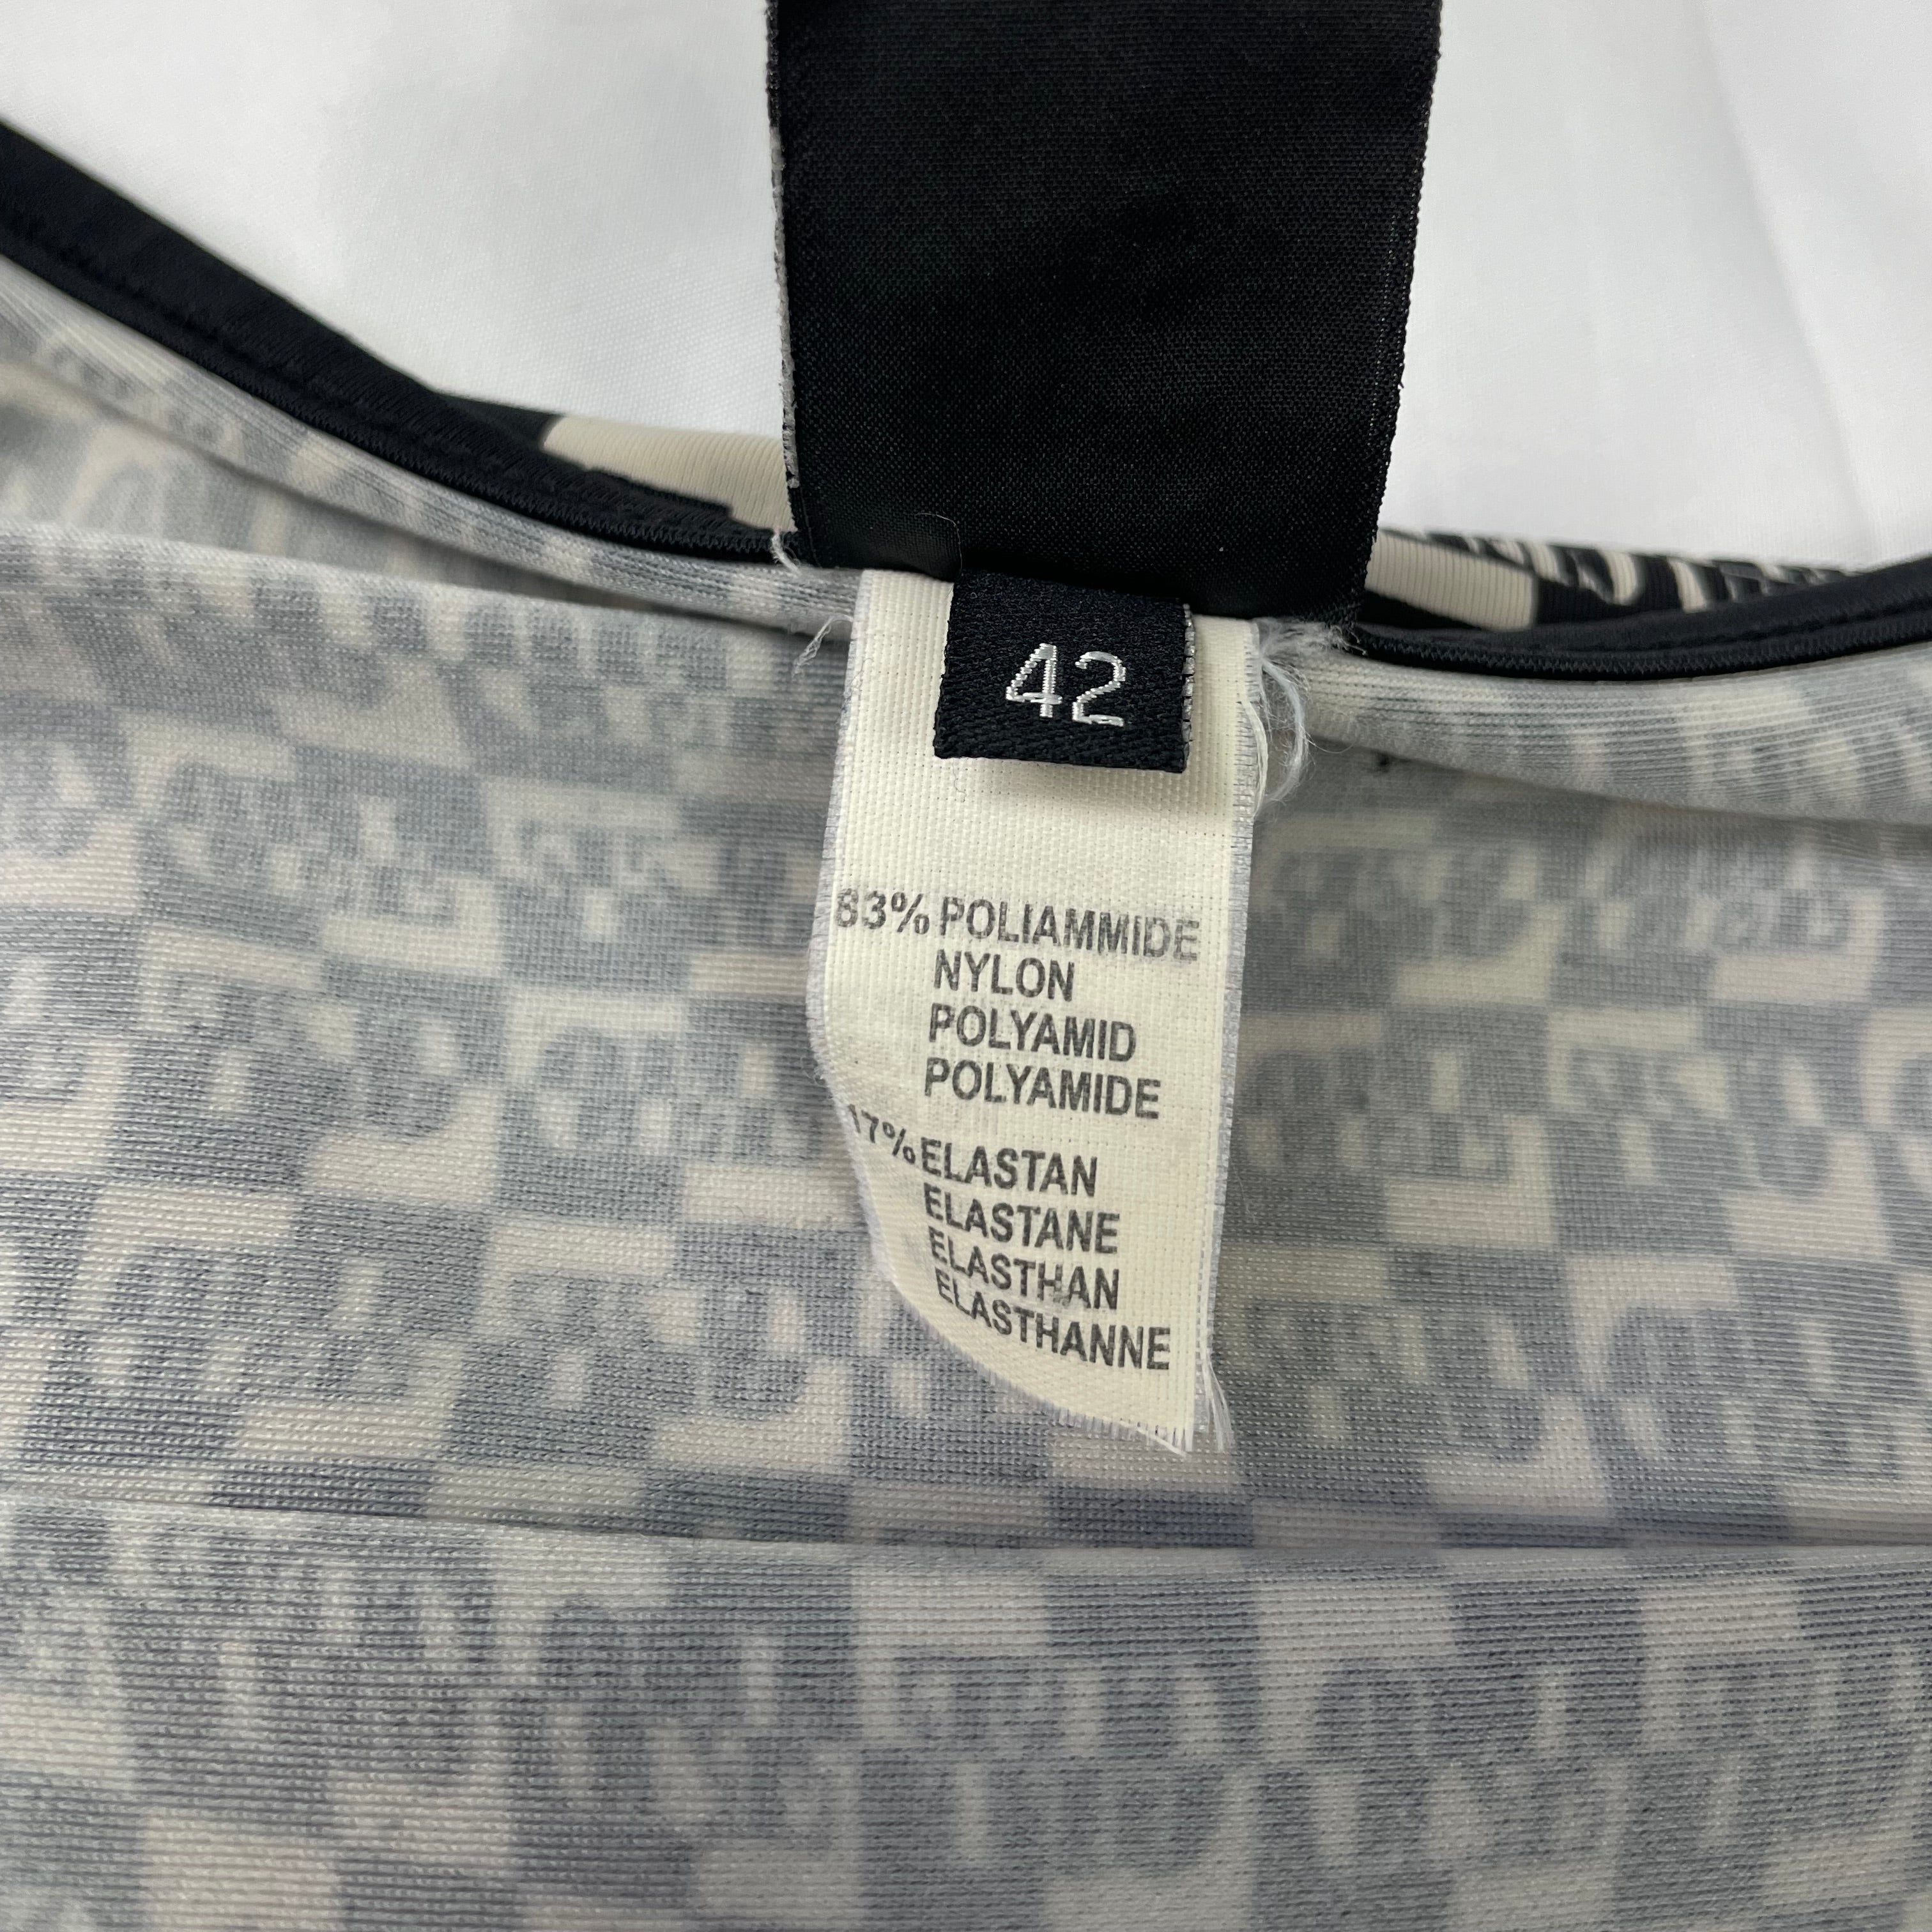 42
83% POLIAMMIDE
NYLON
POLYAMID
POLYAMIDE
17% ELASTAN
ELASTANE
ELASTHAN
ELASTHANNE